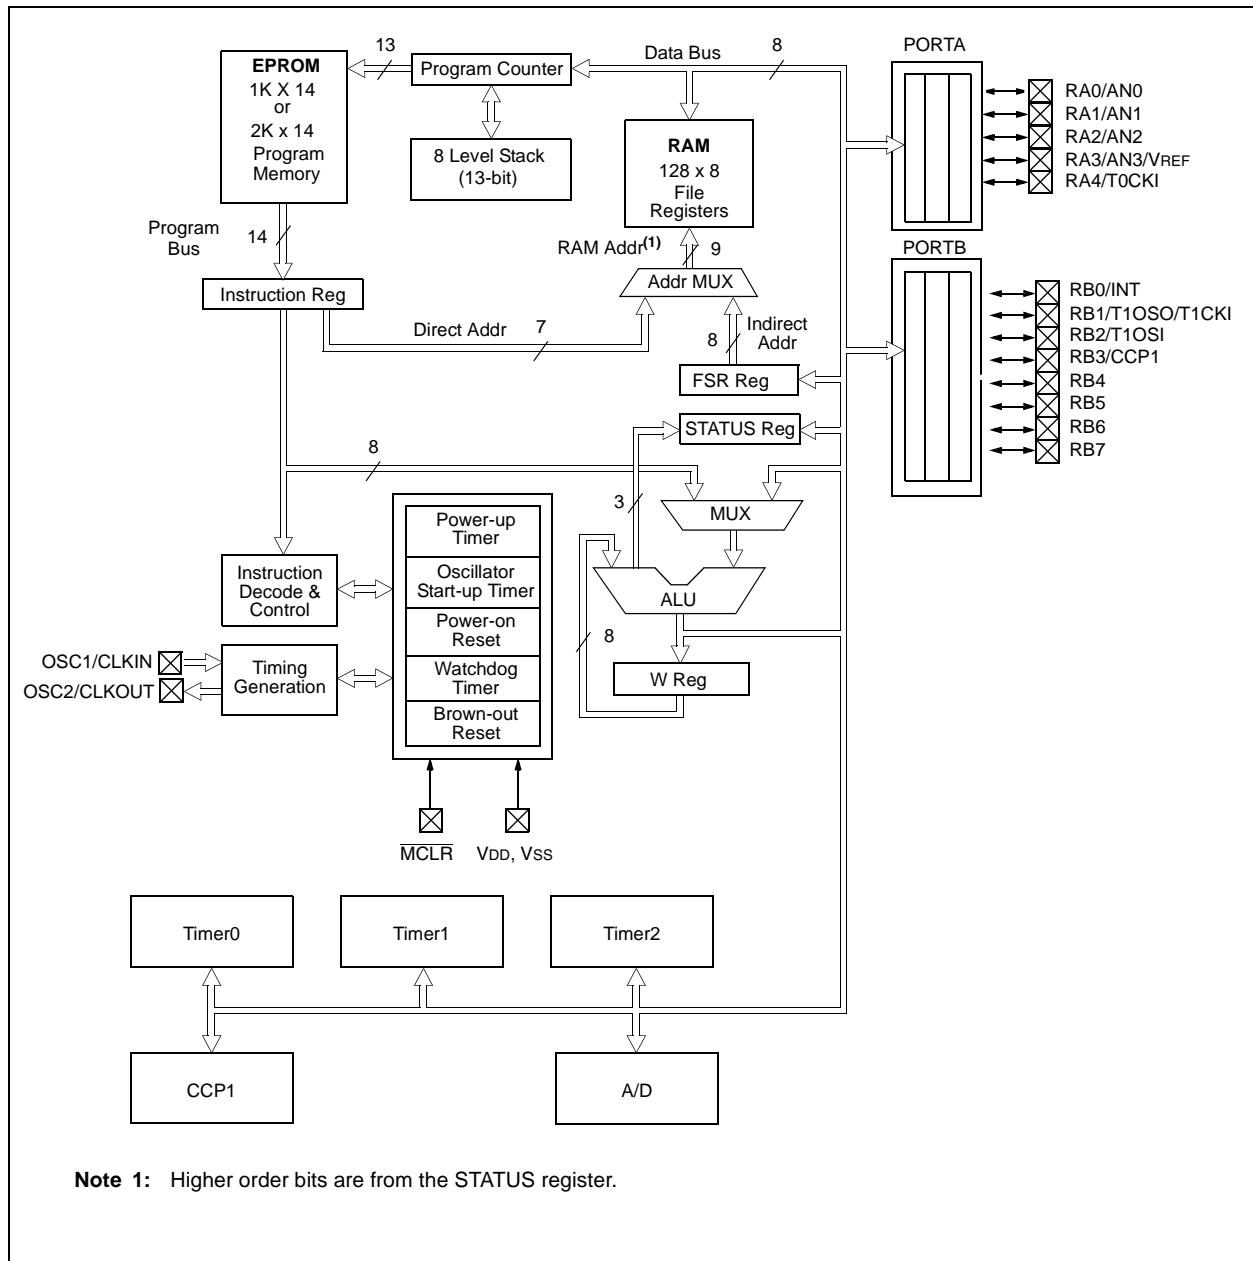 EPROM
1K X 14
or
2K x 14
Program
Memory
13
Program Counter
Data Bus
8
8 Level Stack
(13-bit)
RAM
128 x 8
File
Registers
PORTA
RA0/AN0
RA1/AN1
RA2/AN2
RA3/AN3/VREF
RA4/T0CKI
Program
Bus
14
RAM Addr(1)
9
Addr MUX
Instruction Reg
Direct Addr
7
8
Indirect
Addr
FSR Reg
STATUS Reg
PORTB
RB0/INT
RB1/T1OSO/T1CKI
RB2/T1OSI
RB3/CCP1
RB4
RB5
RB6
RB7
8
3
MUX
ALU
8
W Reg
Power-up
Timer
Oscillator
Start-up Timer
Power-on
Reset
Watchdog
Timer
Brown-out
Reset
Instruction
Decode &
Control
OSC1/CLKIN
OSC2/CLKOUT
Timing
Generation
MCLR
VDD, VSS
Timer0
Timer1
Timer2
CCP1
A/D
Note 1: Higher order bits are from the STATUS register.